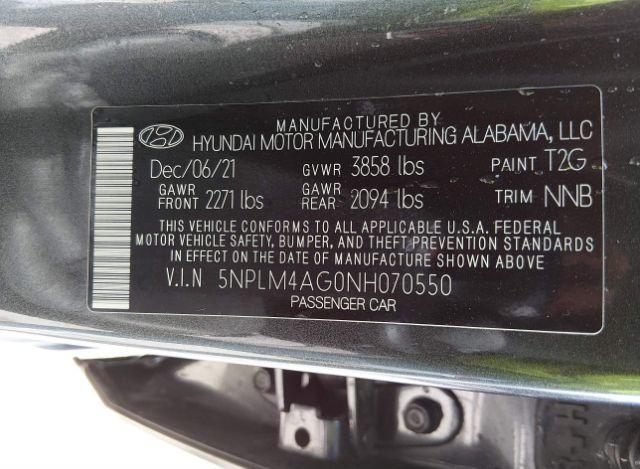 MANUFACTURED BY
HYUNDAI MOTOR MANUFACTURING ALABAMA, LLC
Dec/06/21 GVWR 3858 lbs PAINT T2G
GAWR FRONT 2271 lbs GAWR REAR 2094 lbs TRIM NNB
THIS VEHICLE CONFORMS TO ALL APPLICABLE U.S.A. FEDERAL
MOTOR VEHICLE SAFETY, BUMPER, AND THEFT PREVENTION STANDARDS
IN EFFECT ON THE DATE OF MANUFACTURE SHOWN ABOVE.
V.I.N 5NPLM4AG0NH070550
PASSENGER CAR